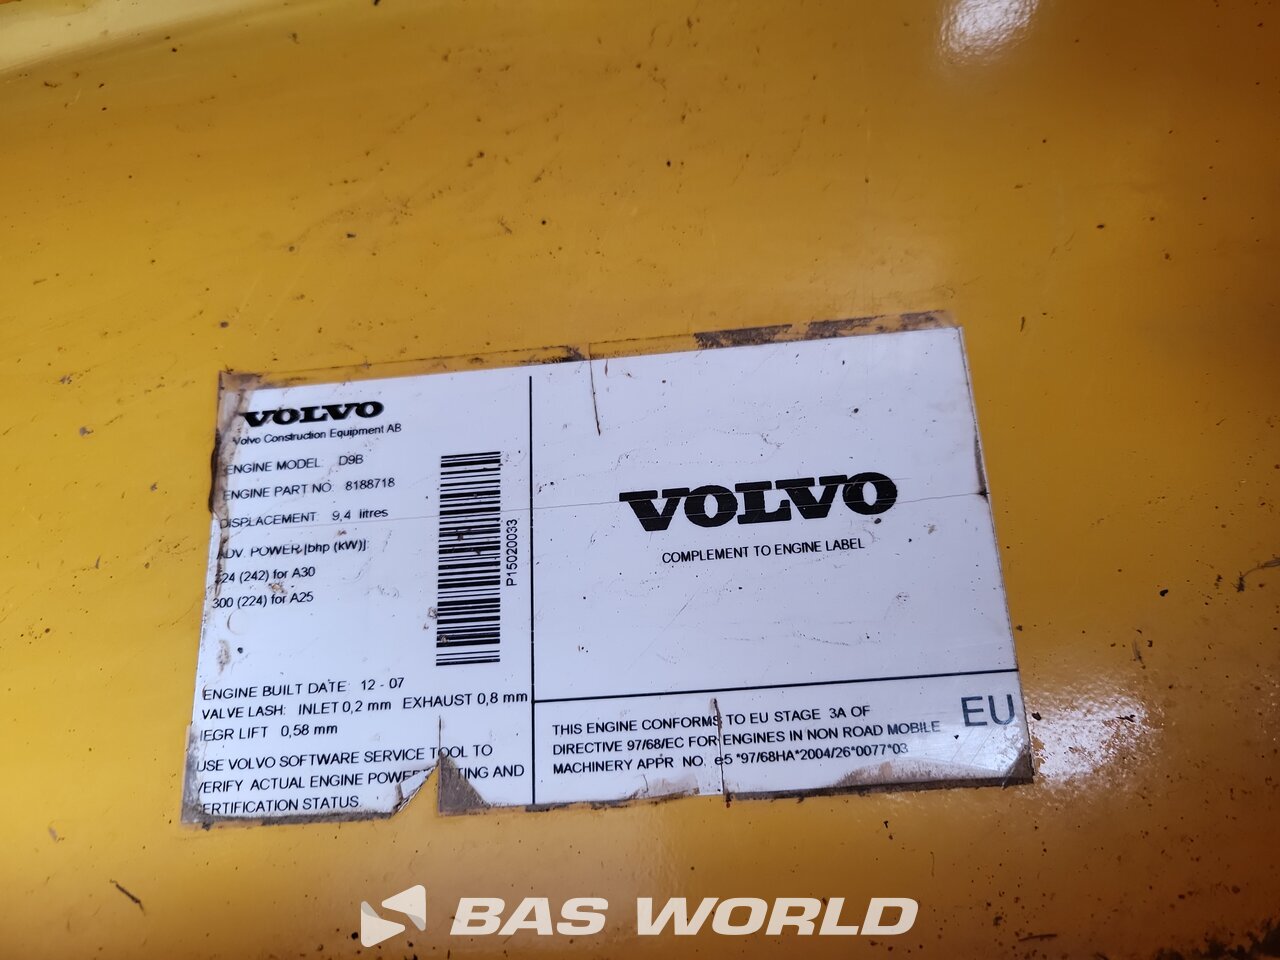 VOLVO
Volvo Construction Equipment AB
ENGINE MODEL D9B
ENGINE PART NO 8188718
DISPLACEMENT 9,4 litres
ADV. POWER [bhp (kW)]
(242) for A30
300 (224) for A25
P15020033
ENGINE BUILT DATE 12 - 07
VALVE LASH: INLET 0,2 mm EXHAUST 0,8 mm
IEGR LIFT 0,58 mm
USE VOLVO SOFTWARE SERVICE TOOL TO
VERIFY ACTUAL ENGINE POWER AND
STATUS.
VOLVO
COMPLEMENT TO ENGINE LABEL
THIS ENGINE CONFORMS TO EU STAGE 3A OF
DIRECTIVE 97/68/EC FOR ENGINES IN NON ROAD MOBILE
MACHINERY APPR NO. e5*97/68HA*2004/26*0077*03
EU
BAS WORLD